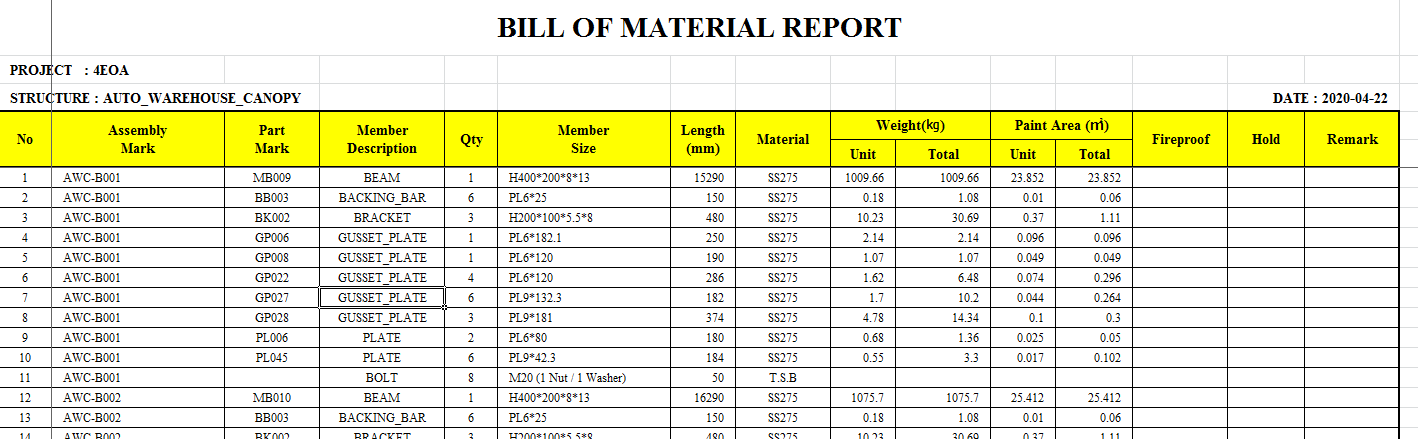 BILL OF MATERIAL REPORT
PROJECT : 4EOA
STRUCTURE : AUTO_WAREHOUSE_CANOPY DATE : 2020-04-22
No Assembly Mark Part Mark Member Description Qty Member Size Length (mm) Material Weight(㎏) Paint Area (㎡) Fireproof Hold Remark
Unit Total Unit Total
1 AWC-B001 MB009 BEAM 1 H400*200*8*13 15290 SS275 1009.66 1009.66 23.852 23.852
2 AWC-B001 BB003 BACKING_BAR 6 PL6*25 150 SS275 0.18 1.08 0.01 0.06
3 AWC-B001 BK002 BRACKET 3 H200*100*5.5*8 480 SS275 10.23 30.69 0.37 1.11
4 AWC-B001 GP006 GUSSET_PLATE 1 PL6*182.1 250 SS275 2.14 2.14 0.096 0.096
5 AWC-B001 GP008 GUSSET_PLATE 1 PL6*120 190 SS275 1.07 1.07 0.049 0.049
6 AWC-B001 GP022 GUSSET_PLATE 4 PL6*120 286 SS275 1.62 6.48 0.074 0.296
7 AWC-B001 GP027 GUSSET_PLATE 6 PL9*132.3 182 SS275 1.7 10.2 0.044 0.264
8 AWC-B001 GP028 GUSSET_PLATE 3 PL9*181 374 SS275 4.78 14.34 0.1 0.3
9 AWC-B001 PL006 PLATE 2 PL6*80 180 SS275 0.68 1.36 0.025 0.05
10 AWC-B001 PL045 PLATE 6 PL9*42.3 184 SS275 0.55 3.3 0.017 0.102
11 AWC-B001 BOLT 8 M20 (1 Nut / 1 Washer) 50 T.S.B
12 AWC-B002 MB010 BEAM 1 H400*200*8*13 16290 SS275 1075.7 1075.7 25.412 25.412
13 AWC-B002 BB003 BACKING_BAR 6 PL6*25 150 SS275 0.18 1.08 0.01 0.06
14 AWC-B002 BK002 BRACKET 3 H200*100*5.5*8 480 SS275 10.23 30.69 0.37 1.11